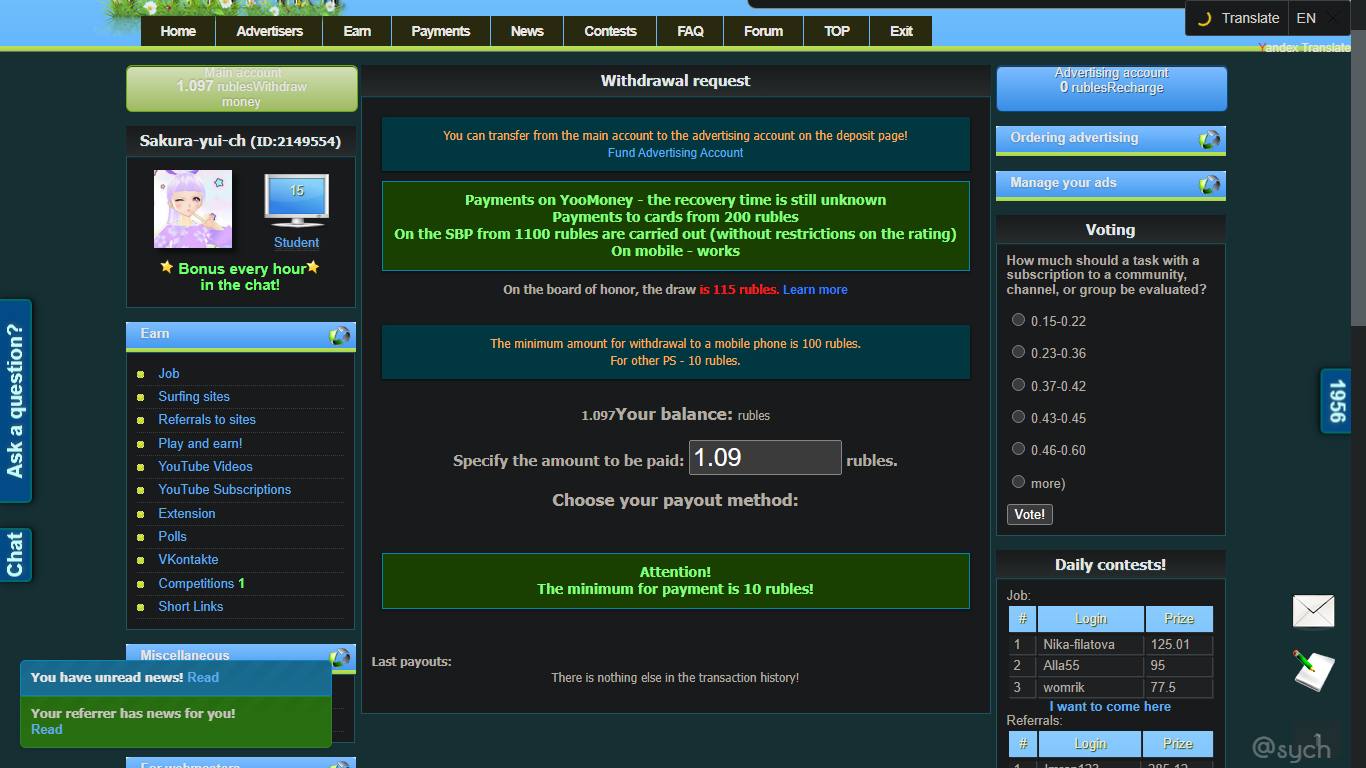 Home Advertisers Earn Payments News Contests FAQ Forum TOP Exit
Translate EN
Yandex Translate
Main account
1.097 rublesWithdraw
money
Sakura-yui-ch (ID:2149554)
15
Student
Bonus every hour
in the chat!
Earn
Job
Surfing sites
Referrals to sites
Play and earn!
YouTube Videos
YouTube Subscriptions
Extension
Polls
VKontakte
Competitions 1
Short Links
Miscellaneous
You have unread news! Read
Your referrer has news for you!
Read
For webmasters
Ask a question?
Chat
Withdrawal request
You can transfer from the main account to the advertising account on the deposit page!
Fund Advertising Account
Payments on YooMoney - the recovery time is still unknown
Payments to cards from 200 rubles
On the SBP from 1100 rubles are carried out (without restrictions on the rating)
On mobile - works
On the board of honor, the draw is 115 rubles. Learn more
The minimum amount for withdrawal to a mobile phone is 100 rubles.
For other PS - 10 rubles.
1.097Your balance: rubles
Specify the amount to be paid: 1.09 rubles.
Choose your payout method:
Attention!
The minimum for payment is 10 rubles!
Last payouts:
There is nothing else in the transaction history!
Advertising account
0 rublesRecharge
Ordering advertising
Manage your ads
Voting
How much should a task with a
subscription to a community,
channel, or group be evaluated?
0.15-0.22
0.23-0.36
0.37-0.42
0.43-0.45
0.46-0.60
more)
Vote!
Daily contests!
Job:
# Login Prize
1 Nika-filatova 125.01
2 Alla55 95
3 womrik 77.5
I want to come here
Referrals:
# Login Prize
1956
@sych